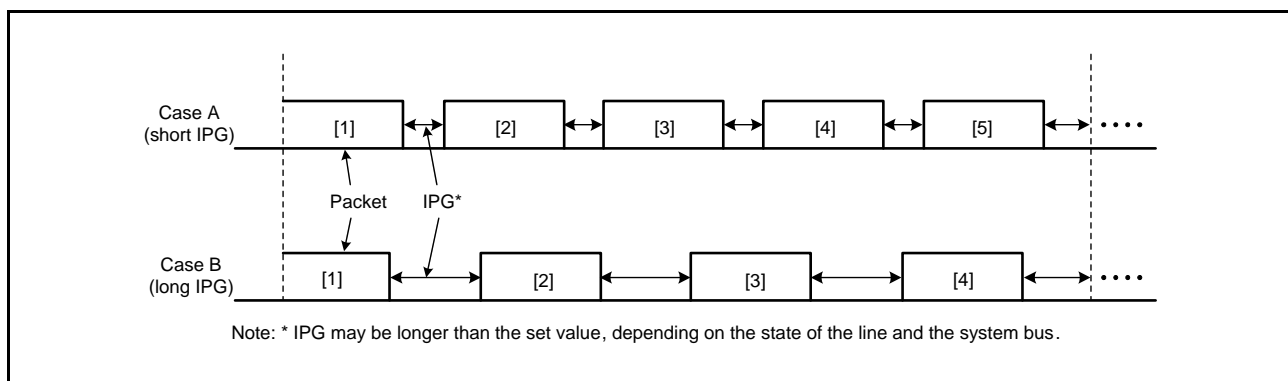 Case A
(short IPG)
[1]
[2]
[3]
[4]
[5]
Packet
IPG*
Case B
(long IPG)
[1]
[2]
[3]
[4]
Note: * IPG may be longer than the set value, depending on the state of the line and the system bus.